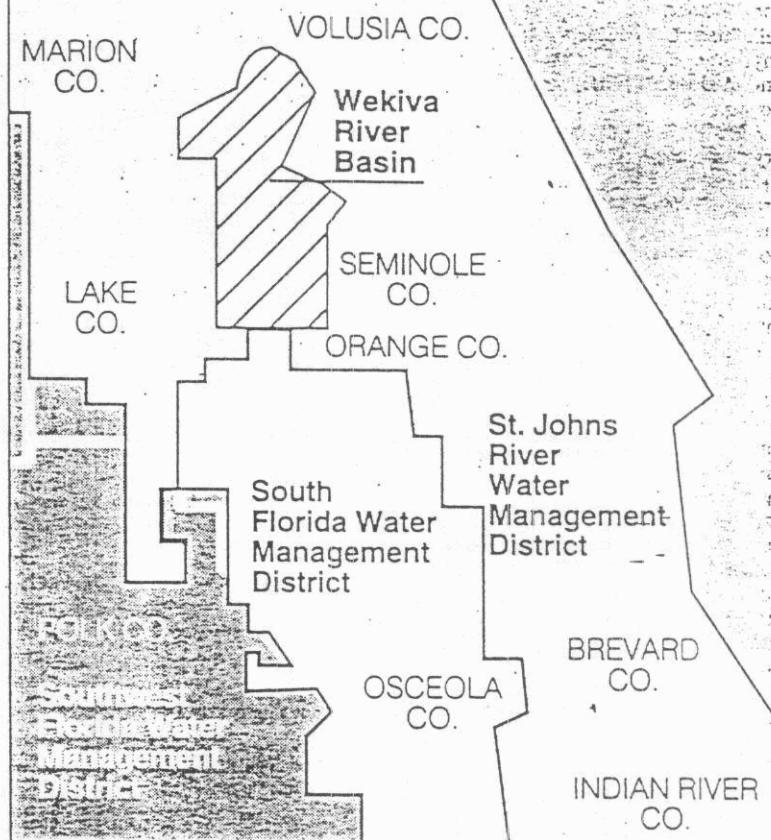 VOLUSIA CO.
MARION
CO.
Wekiva
River
Basin
SEMINOLE
CO.
LAKE
CO.
ORANGE CO.
St. Johns
River
Water
Management
District
South
Florida Water
Management
District
POLK CO.
BREVARD
CO.
OSCEOLA
CO.
Southwest
Florida Water
Management
District
INDIAN RIVER
CO.